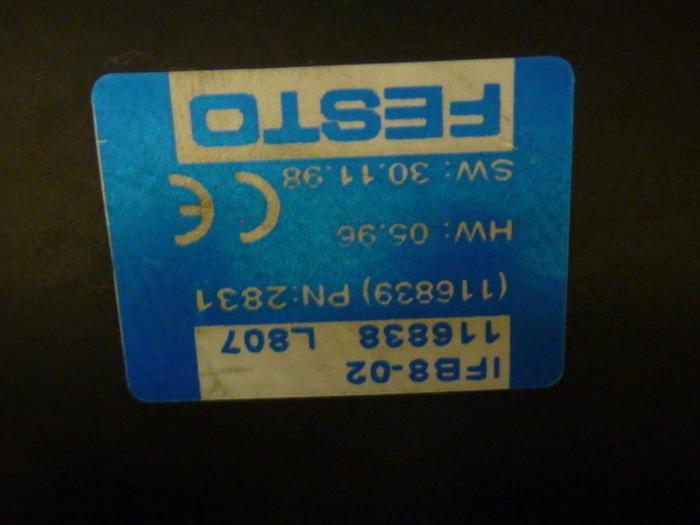 IFB8-02
116838 L807
(116839) PN:2831
HW: 05.96
CE
SW: 30.11.98
FESTO